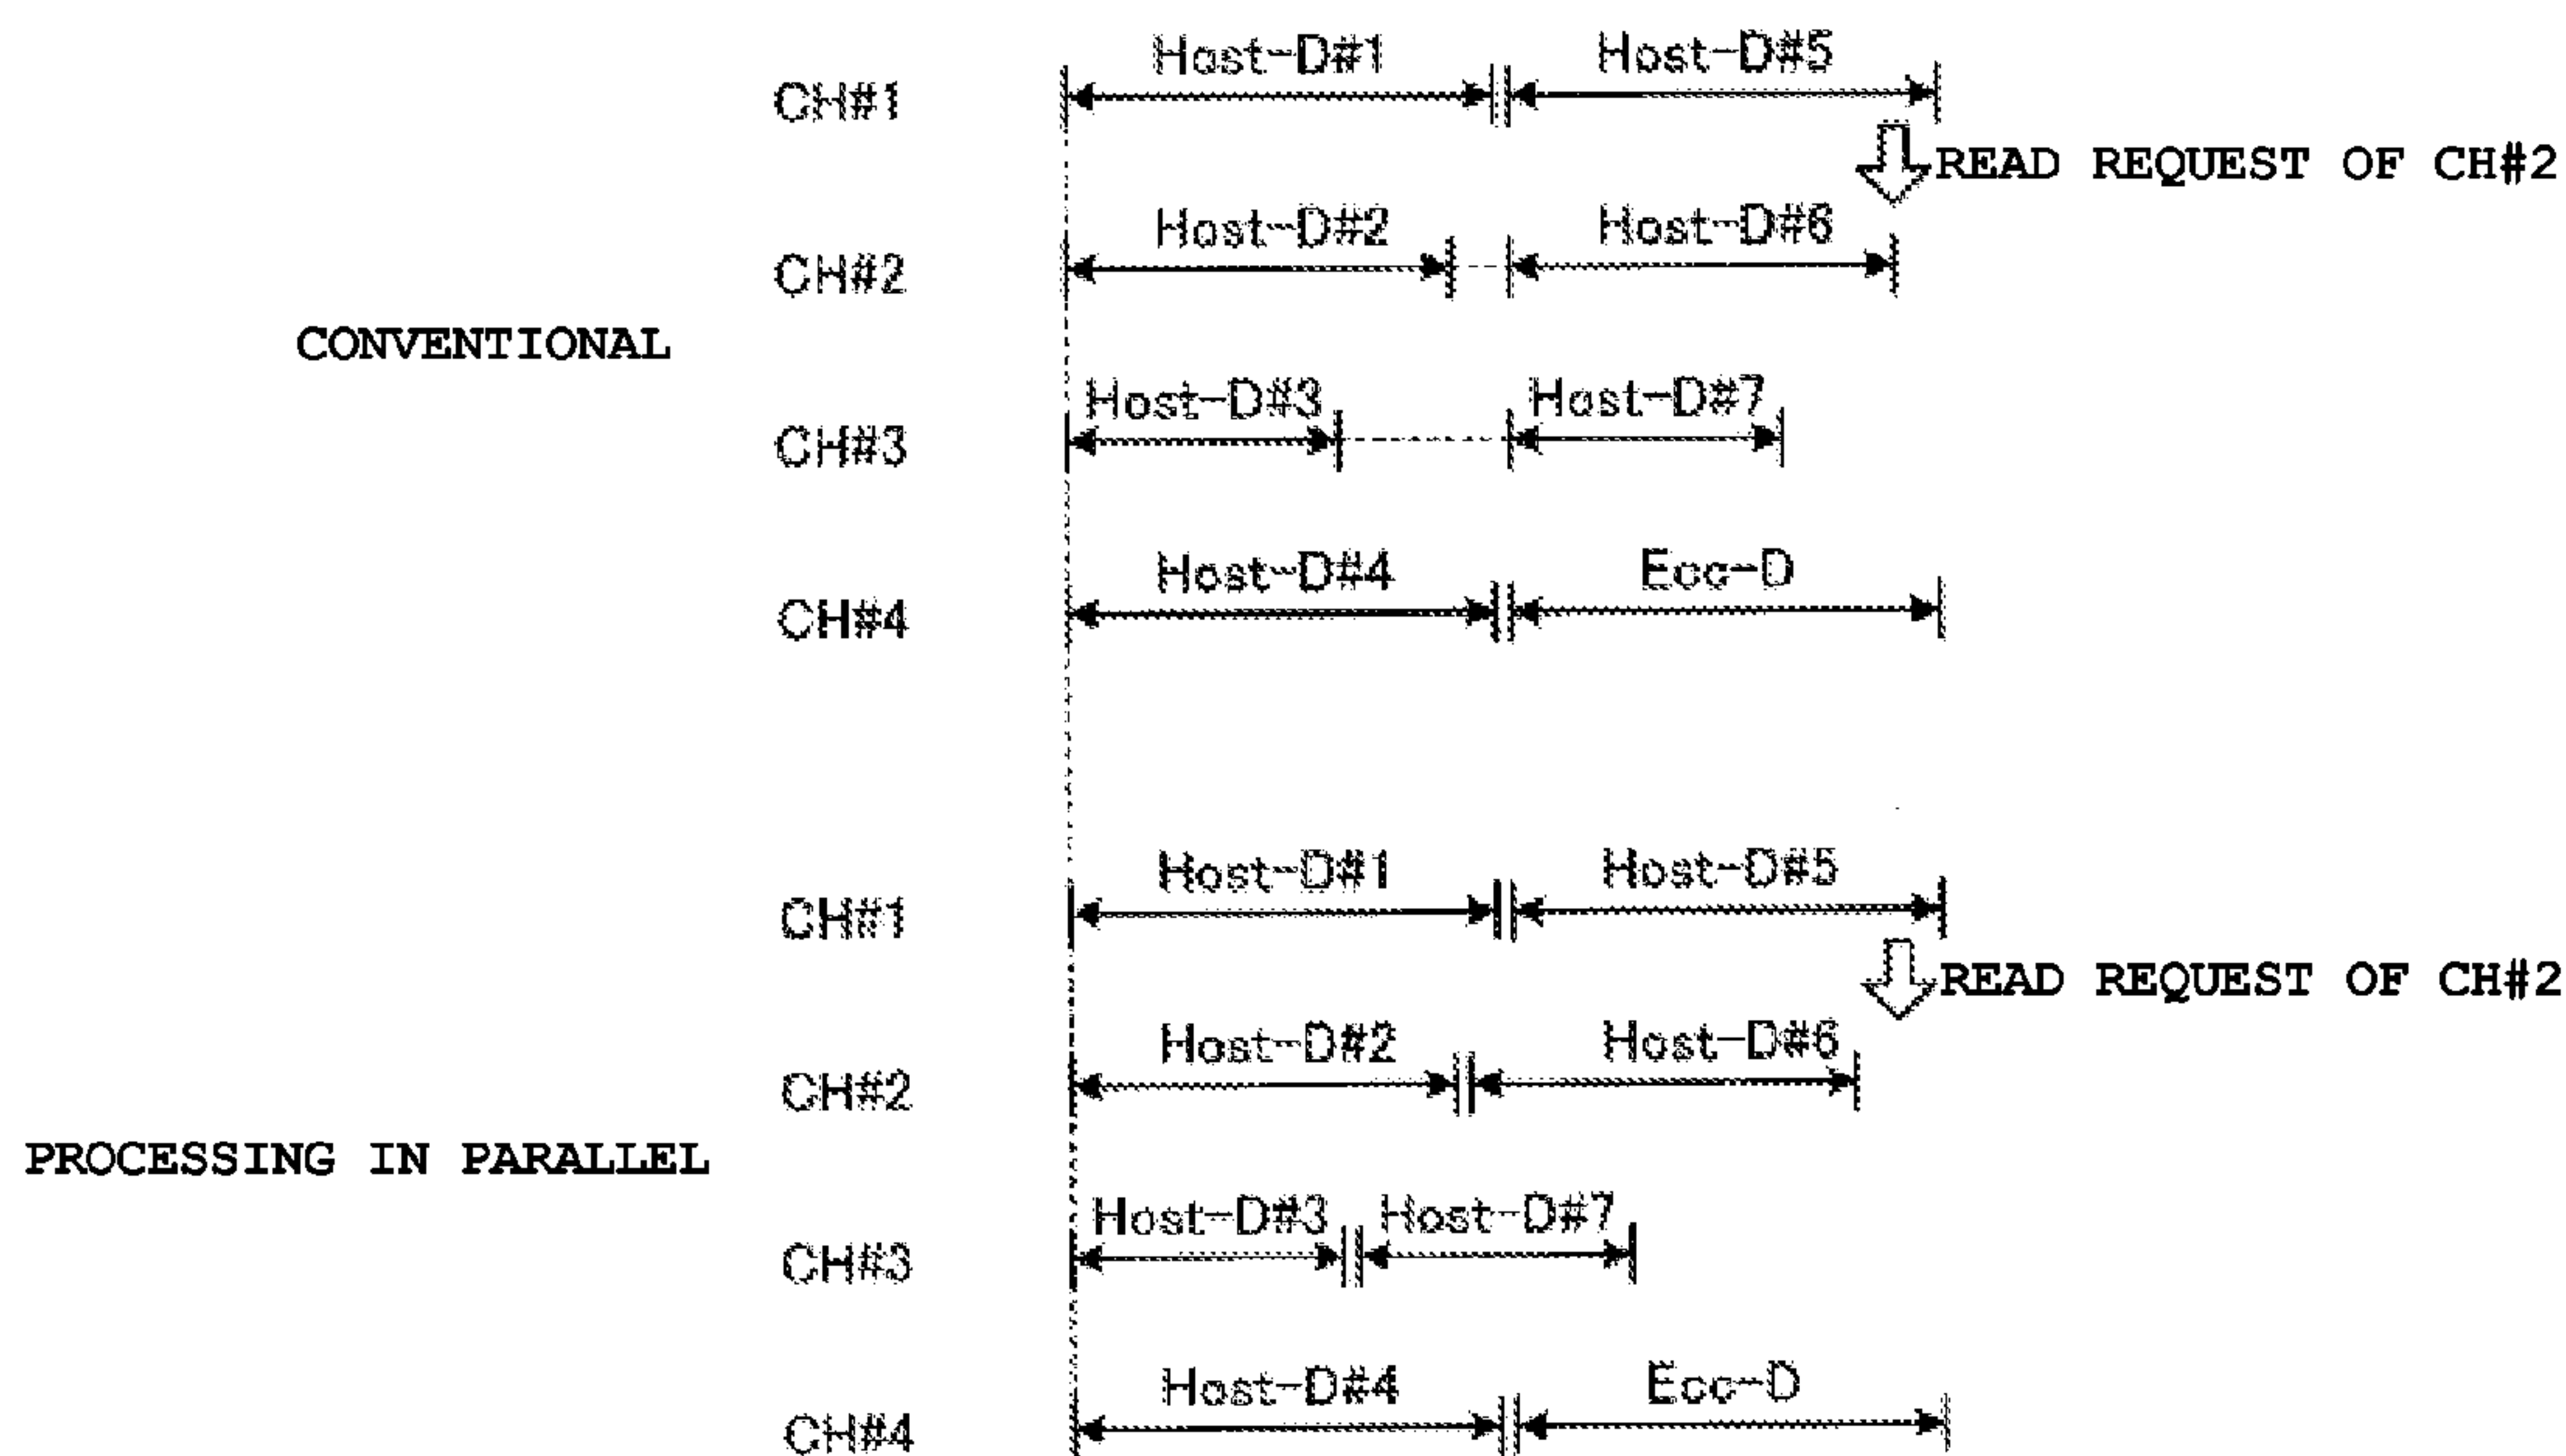 Host-D#1 Host-D#5
CH#1
READ REQUEST OF CH#2
Host-D#2 Host-D#6
CH#2
CONVENTIONAL
Host-D#3 Host-D#7
CH#3
Host-D#4 Ecc-D
CH#4
Host-D#1 Host-D#5
CH#1
READ REQUEST OF CH#2
Host-D#2 Host-D#6
CH#2
PROCESSING IN PARALLEL
Host-D#3 Host-D#7
CH#3
Host-D#4 Ecc-D
CH#4